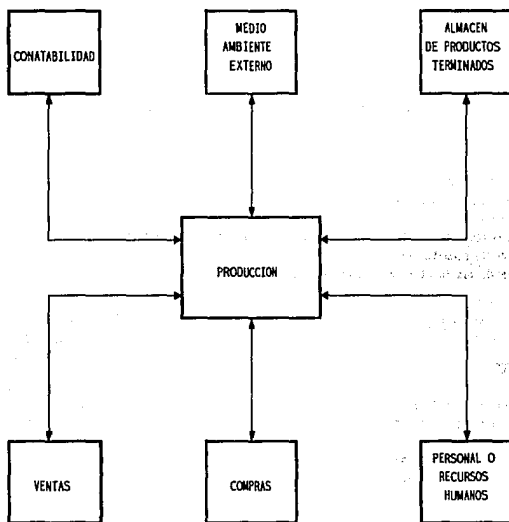 MEDIO
AMBIENTE
EXTERNO
CONATABILIDAD
ALMACEN
DE PRODUCTOS
TERMINADOS
PRODUCCION
VENTAS
COMPRAS
PERSONAL O
RECURSOS
HUMANOS